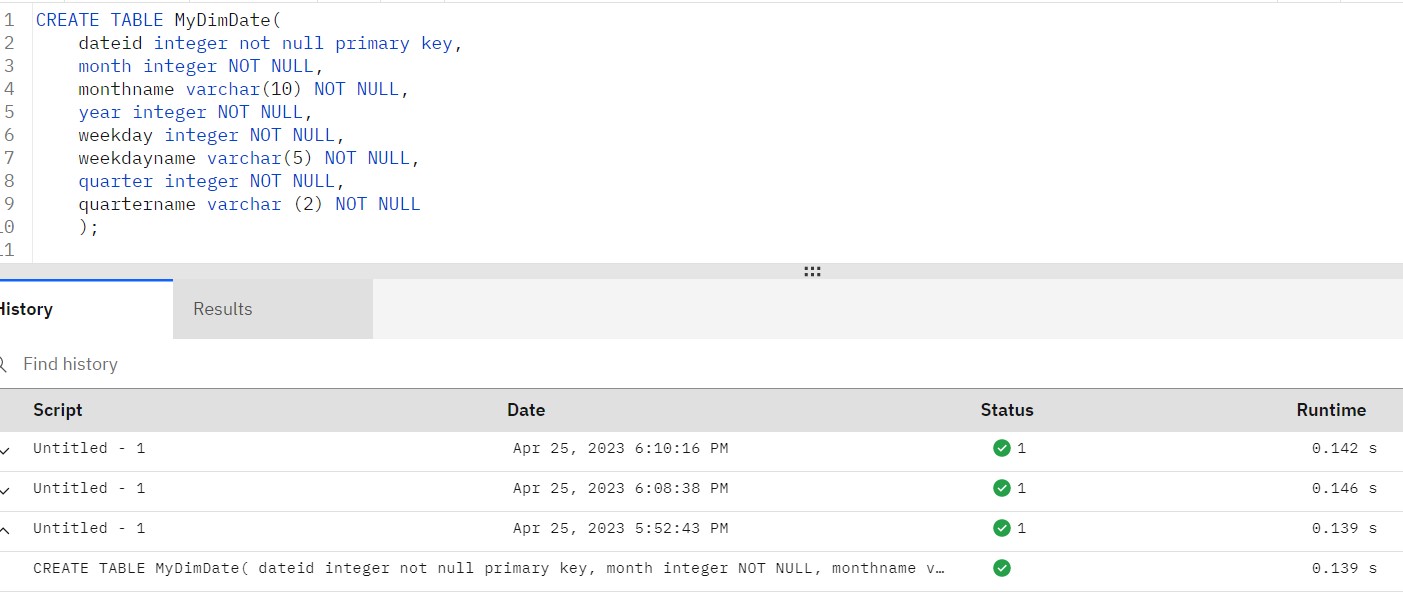 1 CREATE TABLE MyDimDate(
2 dateid integer not null primary key,
3 month integer NOT NULL,
4 monthname varchar(10) NOT NULL,
5 year integer NOT NULL,
6 weekday integer NOT NULL,
7 weekdayname varchar(5) NOT NULL,
8 quarter integer NOT NULL,
9 quartername varchar (2) NOT NULL
10 );
11
History Results
Find history
Script Date Status Runtime
Untitled - 1 Apr 25, 2023 6:10:16 PM 1 0.142 s
Untitled - 1 Apr 25, 2023 6:08:38 PM 1 0.146 s
Untitled - 1 Apr 25, 2023 5:52:43 PM 1 0.139 s
CREATE TABLE MyDimDate( dateid integer not null primary key, month integer NOT NULL, monthname v… 0.139 s